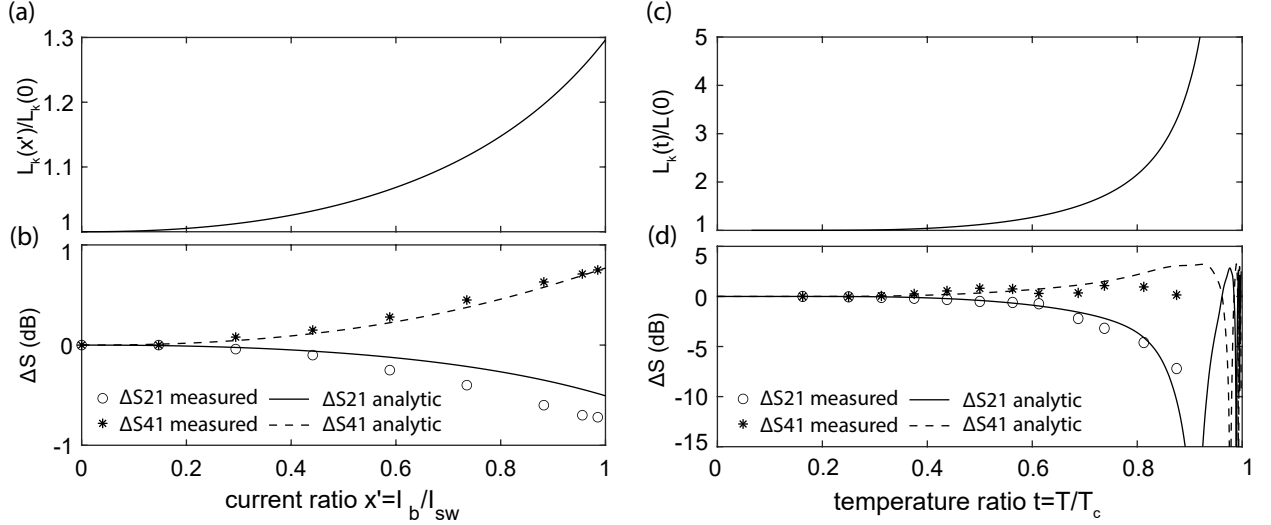 (a)
1.3
1.2
1.1
1
L_k(x')/L_k(0)
(b)
1
0
-1
ΔS (dB)
ΔS21 measured
ΔS21 analytic
ΔS41 measured
ΔS41 analytic
0 0.2 0.4 0.6 0.8 1
current ratio x'=I_b/I_sw
(c)
5
4
3
2
1
L_k(t)/L(0)
(d)
5
0
-5
-10
-15
ΔS (dB)
ΔS21 measured
ΔS21 analytic
ΔS41 measured
ΔS41 analytic
0 0.2 0.4 0.6 0.8 1
temperature ratio t=T/T_c